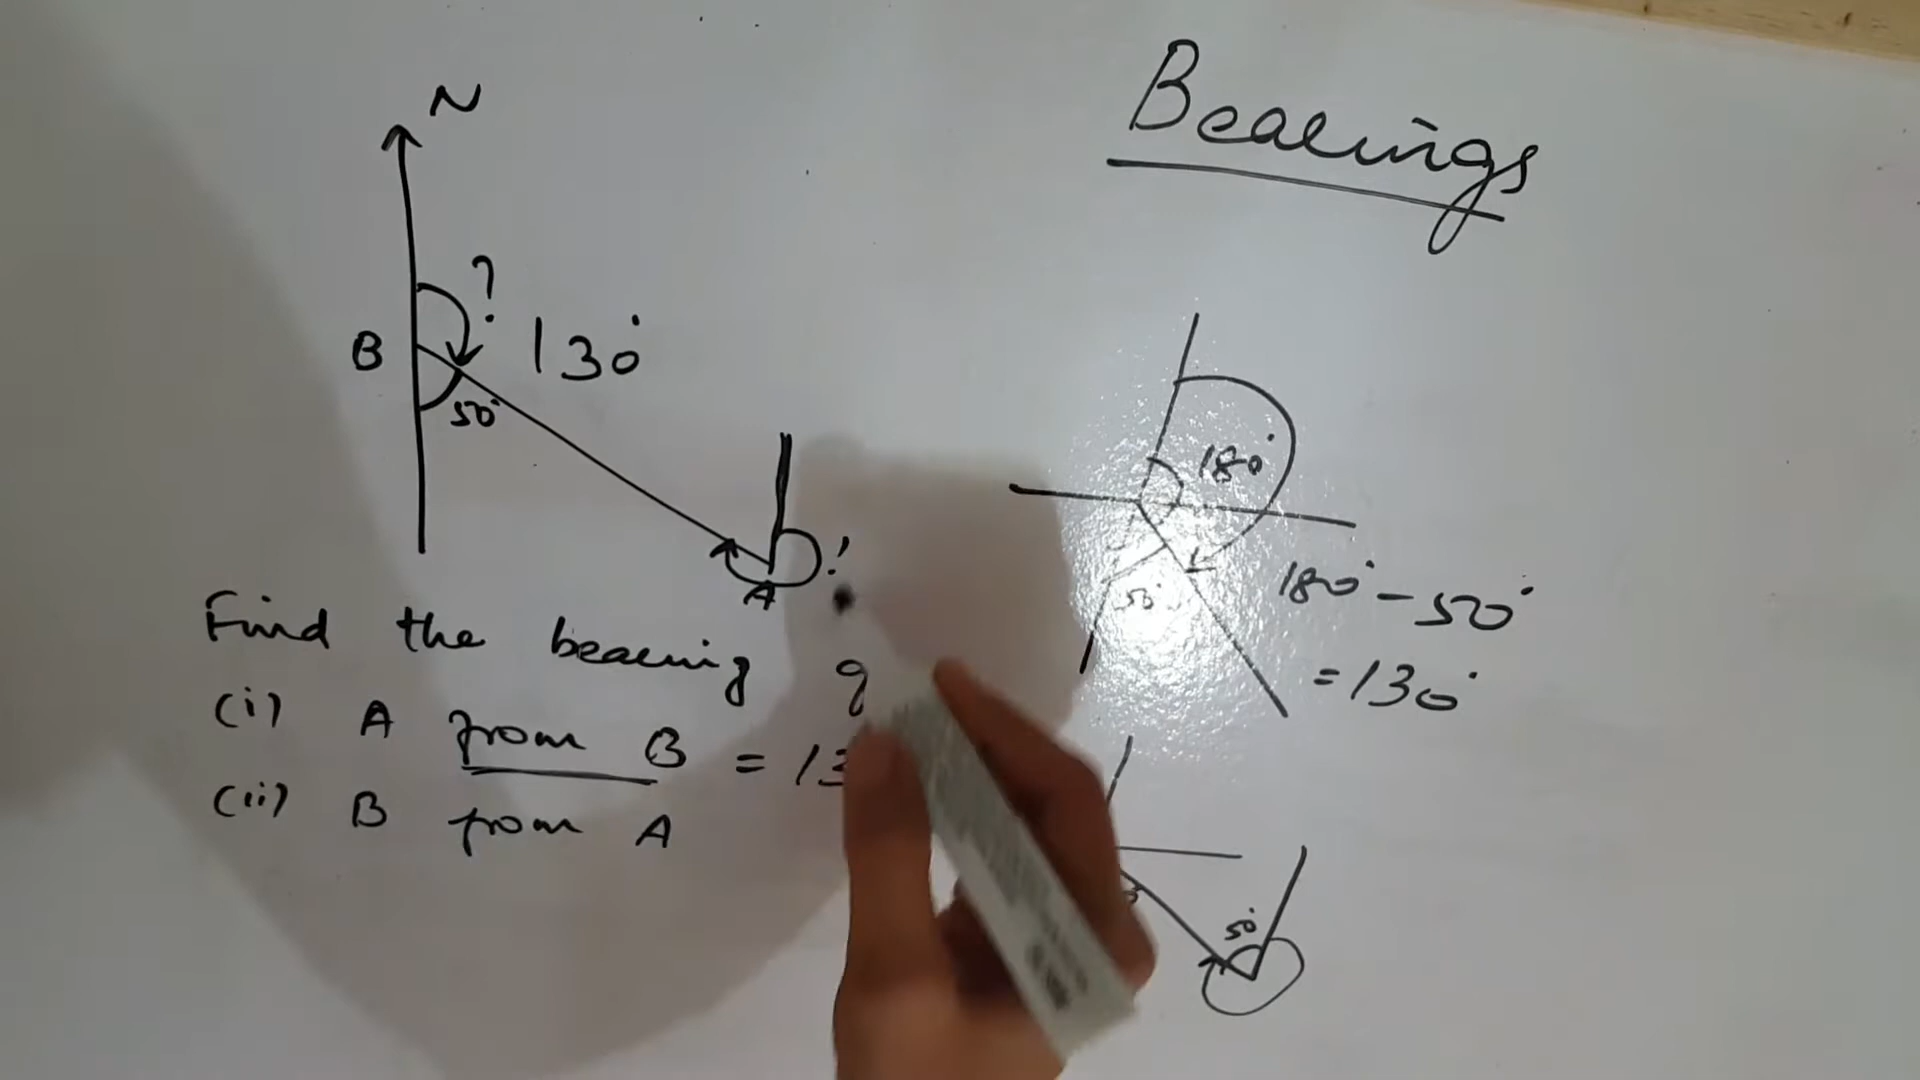 Bearings
N
?
B
130°
50°
?
A
Find the bearing
(i) A from B = 13
(ii) B from A
180°
50°
180° - 50°
= 130°
50°